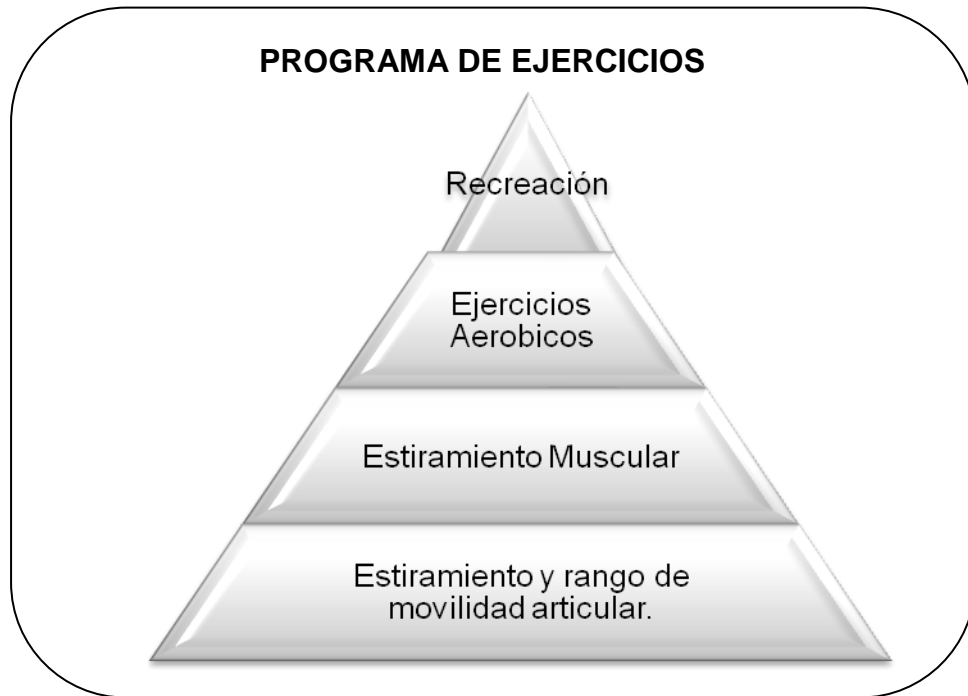 PROGRAMA DE EJERCICIOS
Recreación
Ejercicios
Aerobicos
Estiramiento Muscular
Estiramiento y rango de
movilidad articular.